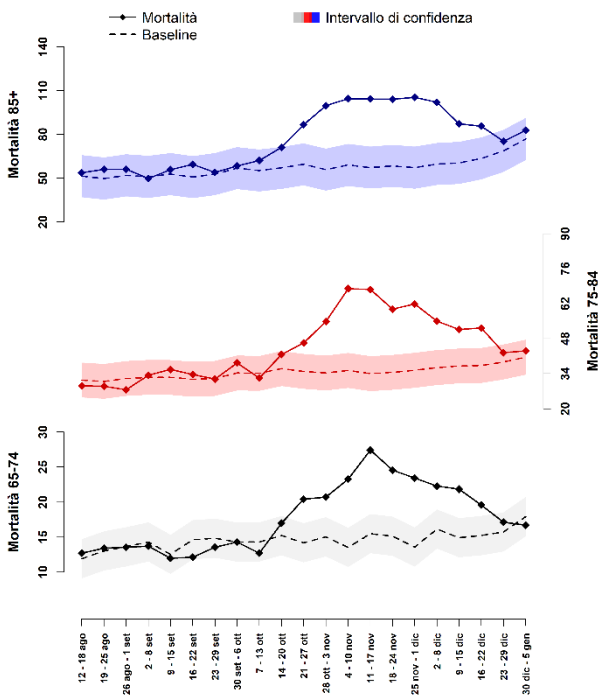 Mortalità
Baseline
Intervallo di confidenza
Mortalità 85+
140
110
80
50
20
Mortalità 75-84
90
76
62
48
34
20
Mortalità 65-74
30
25
20
15
10
12 - 18 ago
19 - 25 ago
26 ago - 1 set
2 - 8 set
9 - 15 set
16 - 22 set
23 - 29 set
30 set - 6 ott
7 - 13 ott
14 - 20 ott
21 - 27 ott
28 ott - 3 nov
4 - 10 nov
11 - 17 nov
18 - 24 nov
25 nov - 1 dic
2 - 8 dic
9 - 15 dic
16 - 22 dic
23 - 29 dic
30 dic - 5 gen